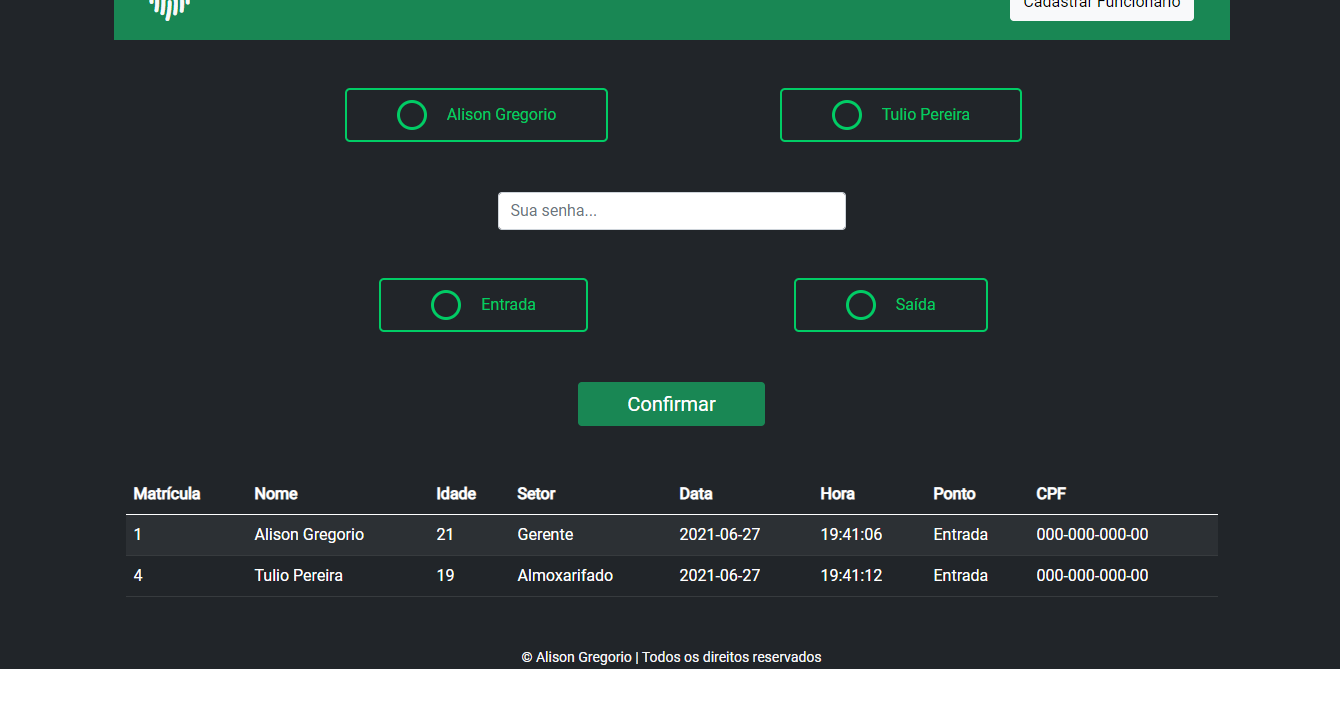 Cadastrar Funcionário
Alison Gregorio
Tulio Pereira
Sua senha...
Entrada
Saída
Confirmar
Matrícula Nome Idade Setor Data Hora Ponto CPF
1 Alison Gregorio 21 Gerente 2021-06-27 19:41:06 Entrada 000-000-000-00
4 Tulio Pereira 19 Almoxarifado 2021-06-27 19:41:12 Entrada 000-000-000-00
© Alison Gregorio | Todos os direitos reservados